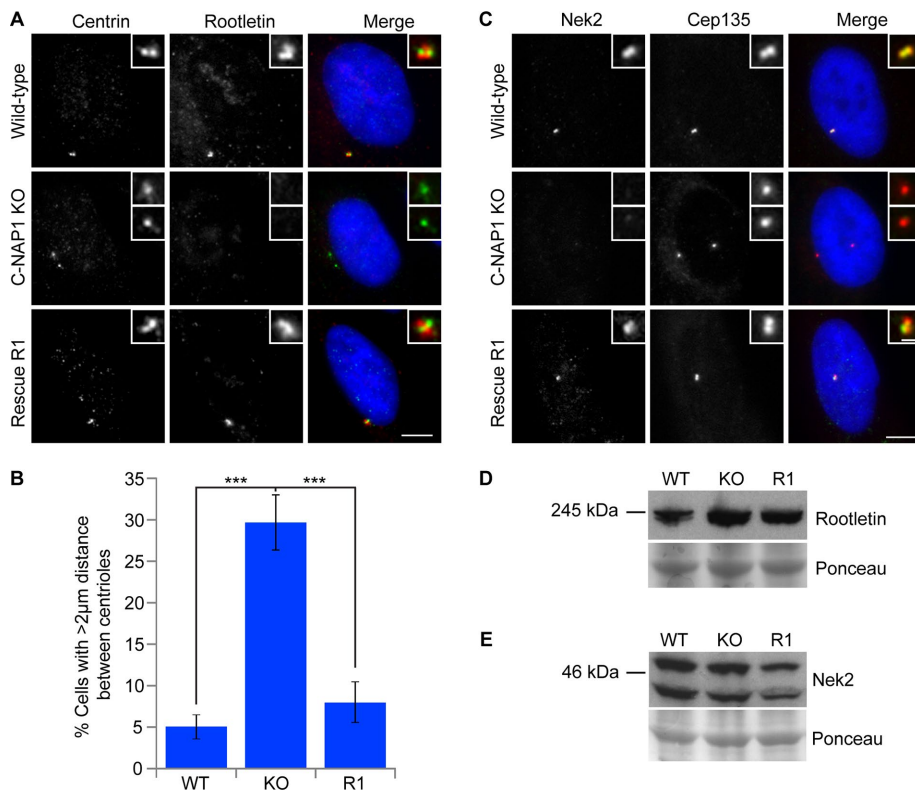 A
Centrin Rootletin Merge
Wild-type
C-NAP1 KO
Rescue R1
C
Nek2 Cep135 Merge
Wild-type
C-NAP1 KO
Rescue R1
B
% Cells with >2μm distance
between centrioles
35
30
25
20
15
10
5
0
*** ***
WT KO R1
D
WT KO R1
245 kDa
Rootletin
Ponceau
E
WT KO R1
46 kDa
Nek2
Ponceau